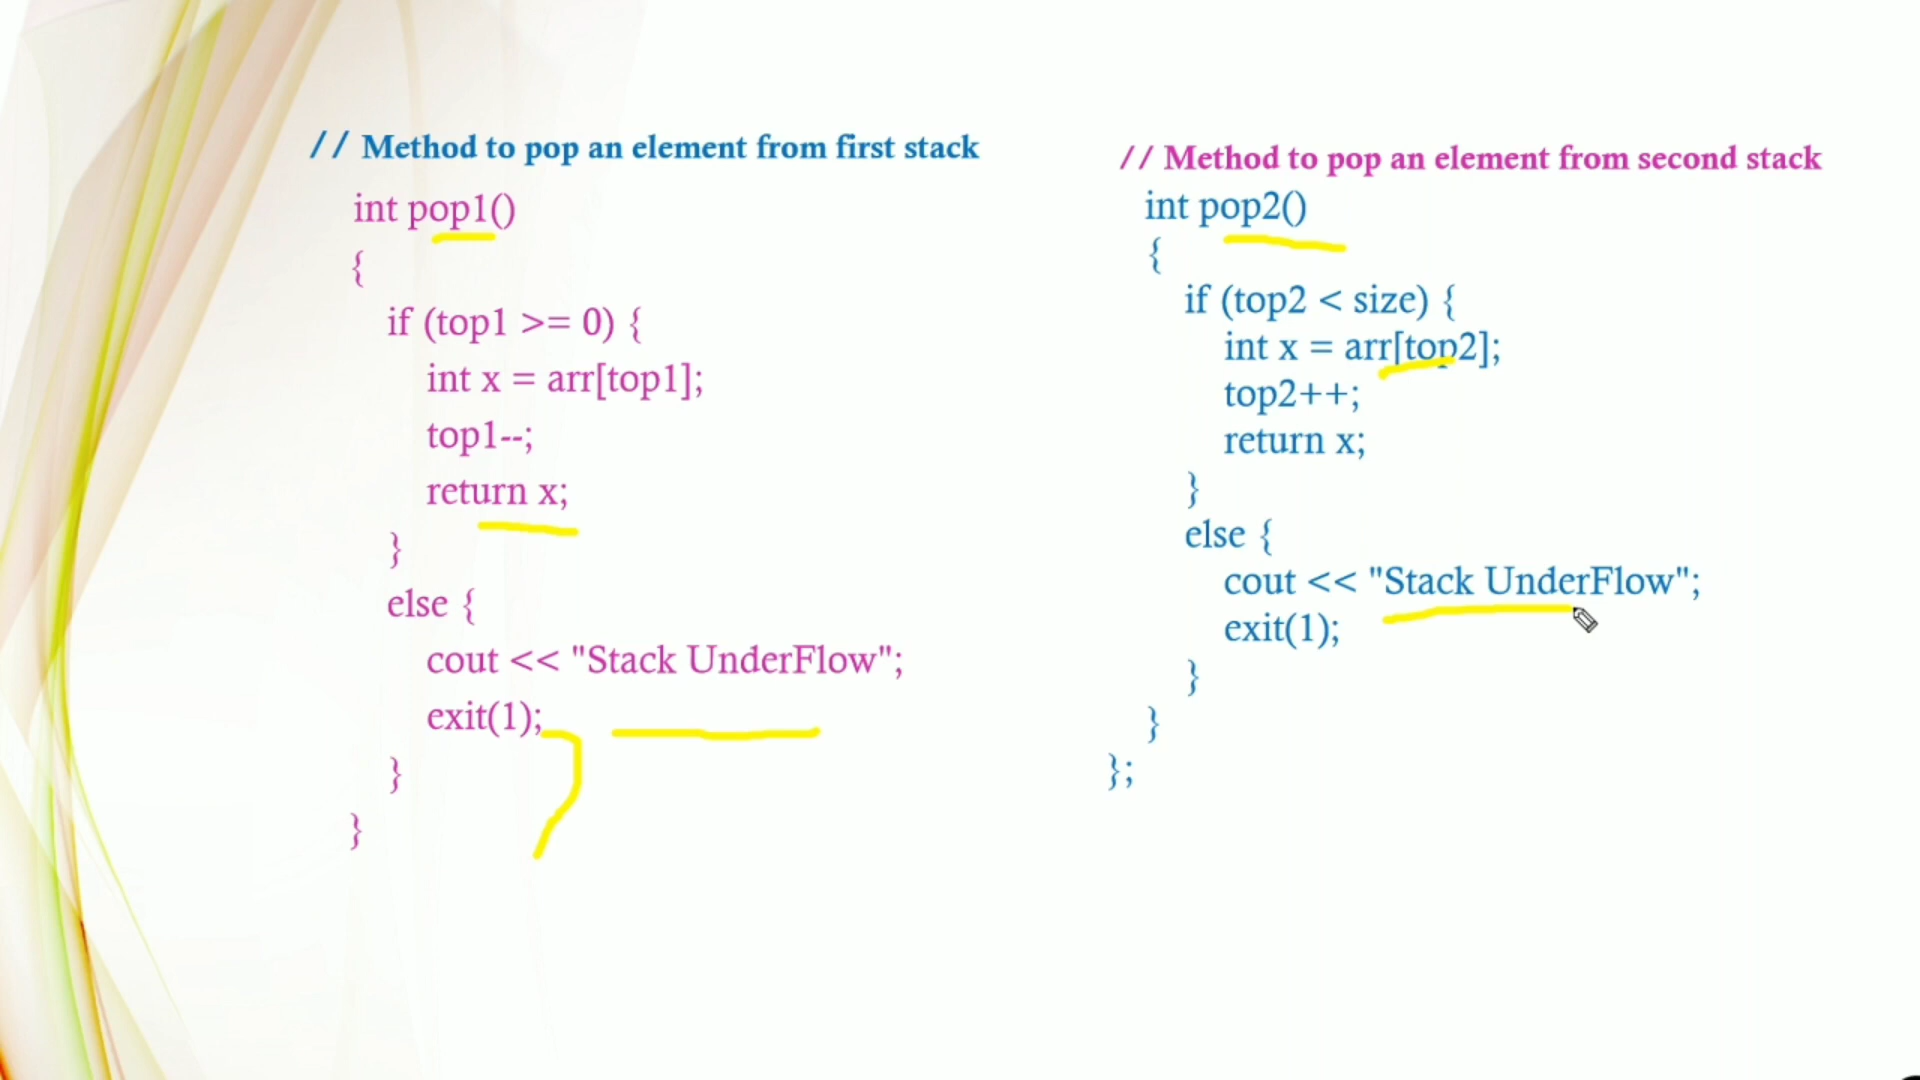 // Method to pop an element from first stack
int pop1()
{
if (top1 >= 0) {
int x = arr[top1];
top1--;
return x;
}
else {
cout << "Stack UnderFlow";
exit(1);
}
}
// Method to pop an element from second stack
int pop2()
{
if (top2 < size) {
int x = arr[top2];
top2++;
return x;
}
else {
cout << "Stack UnderFlow";
exit(1);
}
}
};